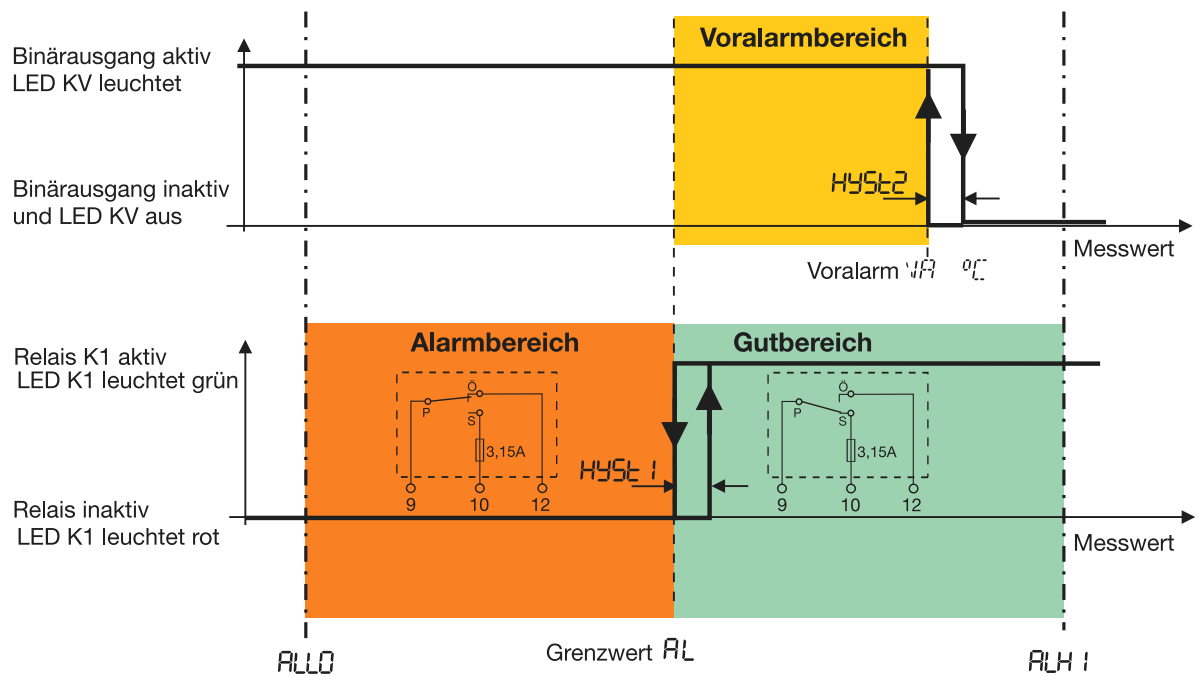 Voralarmbereich
Binärausgang aktiv
LED KV leuchtet
HYSt2
Binärausgang inaktiv
und LED KV aus
Messwert
Voralarm VA °C
Alarmbereich
Gutbereich
Relais K1 aktiv
LED K1 leuchtet grün
Ö
P
S
3,15A
9
10
12
Ö
P
S
3,15A
9
10
12
HYSt1
Relais inaktiv
LED K1 leuchtet rot
Messwert
ALLO
Grenzwert AL
ALHI